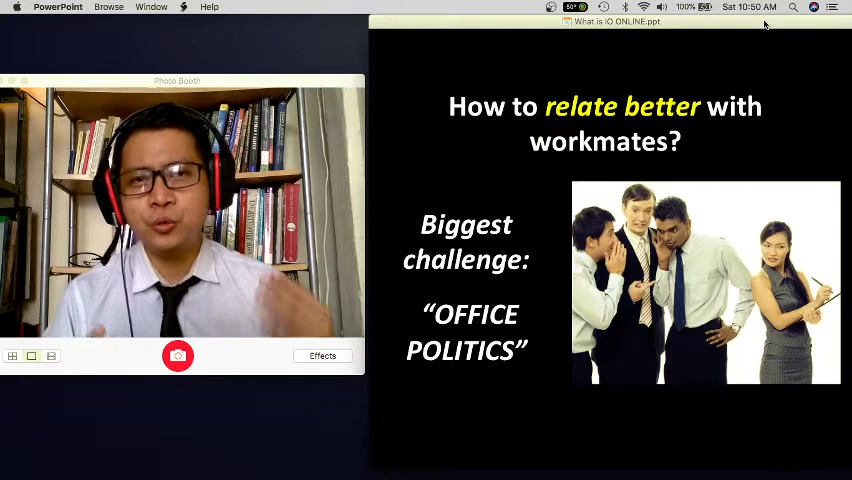 PowerPoint Browse Window Help
50° 100% Sat 10:50 AM
What is IO ONLINE.ppt
Photo Booth
How to relate better with
workmates?
Biggest
challenge:
“OFFICE
POLITICS”
Effects